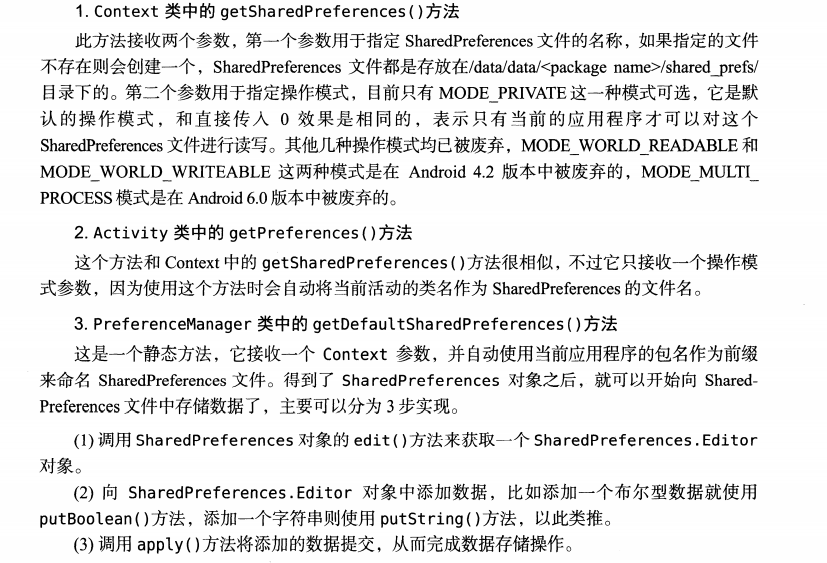 1. Context 类中的 getSharedPreferences()方法
此方法接收两个参数，第一个参数用于指定 SharedPreferences 文件的名称，如果指定的文件
不存在则会创建一个，SharedPreferences 文件都是存放在/data/data/<package name>/shared_prefs/
目录下的。第二个参数用于指定操作模式，目前只有 MODE_PRIVATE 这一种模式可选，它是默
认的操作模式，和直接传入 0 效果是相同的，表示只有当前的应用程序才可以对这个
SharedPreferences 文件进行读写。其他几种操作模式均已被废弃，MODE_WORLD_READABLE 和
MODE_WORLD_WRITEABLE 这两种模式是在 Android 4.2 版本中被废弃的，MODE_MULTI_
PROCESS 模式是在 Android 6.0 版本中被废弃的。
2. Activity 类中的 getPreferences()方法
这个方法和 Context 中的 getSharedPreferences()方法很相似，不过它只接收一个操作模
式参数，因为使用这个方法时会自动将当前活动的类名作为 SharedPreferences 的文件名。
3. PreferenceManager 类中的 getDefaultSharedPreferences()方法
这是一个静态方法，它接收一个 Context 参数，并自动使用当前应用程序的包名作为前缀
来命名 SharedPreferences 文件。得到了 SharedPreferences 对象之后，就可以开始向 Shared-
Preferences 文件中存储数据了，主要可以分为 3 步实现。
(1) 调用 SharedPreferences 对象的 edit()方法来获取一个 SharedPreferences.Editor
对象。
(2) 向 SharedPreferences.Editor 对象中添加数据，比如添加一个布尔型数据就使用
putBoolean()方法，添加一个字符串则使用 putString()方法，以此类推。
(3) 调用 apply()方法将添加的数据提交，从而完成数据存储操作。